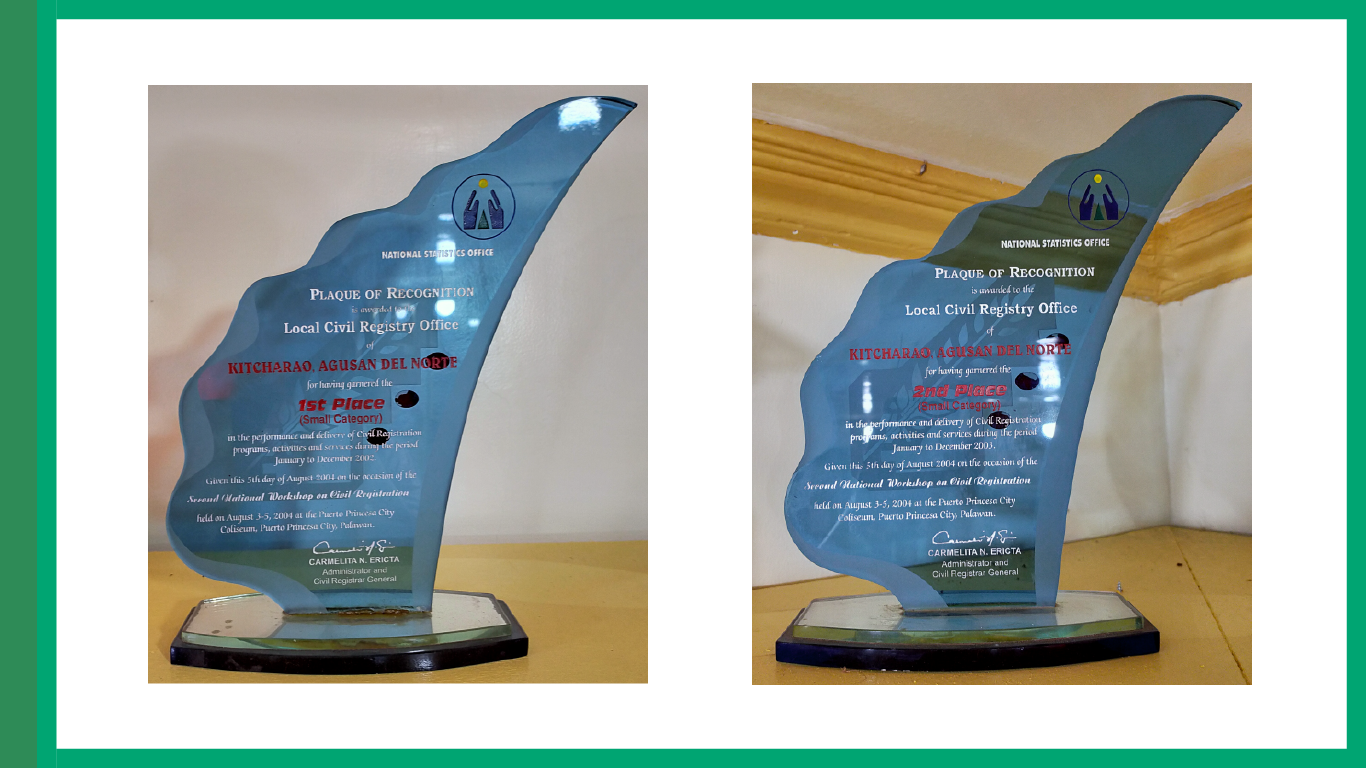 NATIONAL STATISTICS OFFICE
PLAQUE OF RECOGNITION
is awarded to the
Local Civil Registry Office
of
KITCHARAO, AGUSAN DEL NORTE
for having garnered the
1st Place
(Small Category)
in the performance and delivery of Civil Registration
programs, activities and services during the period
January to December 2002.
Given this 5th day of August 2004 on the occasion of the
Second National Workshop on Civil Registration
held on August 3-5, 2004 at the Puerto Princesa City
Coliseum, Puerto Princesa City, Palawan.
CARMELITA N. ERICTA
Administrator and
Civil Registrar General
NATIONAL STATISTICS OFFICE
PLAQUE OF RECOGNITION
is awarded to the
Local Civil Registry Office
of
KITCHARAO, AGUSAN DEL NORTE
for having garnered the
2nd Place
(Small Category)
in the performance and delivery of Civil Registration
programs, activities and services during the period
January to December 2003.
Given this 5th day of August 2004 on the occasion of the
Second National Workshop on Civil Registration
held on August 3-5, 2004 at the Puerto Princesa City
Coliseum, Puerto Princesa City, Palawan.
CARMELITA N. ERICTA
Administrator and
Civil Registrar General